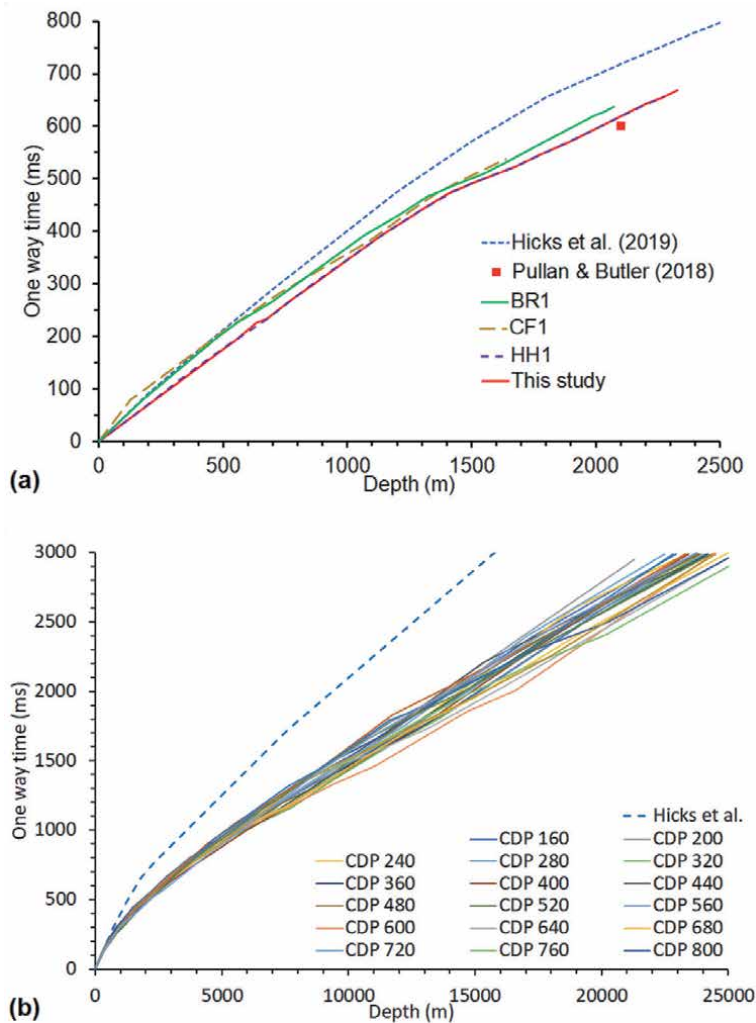 800
700
600
500
400
300
200
100
0
One way time (ms)
Hicks et al. (2019)
Pullan & Butler (2018)
BR1
CF1
HH1
This study
0 500 1000 1500 2000 2500
Depth (m)
(a)
3000
2500
2000
1500
1000
500
0
One way time (ms)
Hicks et al.
CDP 160 CDP 200
CDP 240 CDP 280 CDP 320
CDP 360 CDP 400 CDP 440
CDP 480 CDP 520 CDP 560
CDP 600 CDP 640 CDP 680
CDP 720 CDP 760 CDP 800
0 5000 10000 15000 20000 25000
Depth (m)
(b)